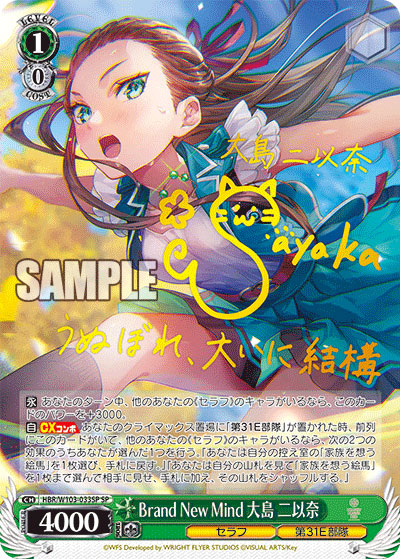 LEVEL
1
0
COST
大島 二以奈
Sayaka
SAMPLE
うぬぼれ、大いに結構
永 あなたのターン中、他のあなたの《セラフ》のキャラがいるなら、このカー
ドのパワーを＋3000。
自 CXコンボ あなたのクライマックス置場に「第31E部隊」が置かれた時、前列
にこのカードがいて、他のあなたの《セラフ》のキャラがいるなら、次の2つの
効果のうちあなたが選んだ1つを行う。『あなたは自分の控え室の「家族を想う
絵馬」を1枚選び、手札に戻す。』『あなたは自分の山札を見て「家族を想う絵馬」
を1枚まで選んで相手に見せ、手札に加え、その山札をシャッフルする。』
CH HBR/W103-033SP SP
4000
Brand New Mind 大島 二以奈
セラフ
第31E部隊
©WFS Developed by WRIGHT FLYER STUDIOS ©VISUAL ARTS/Key